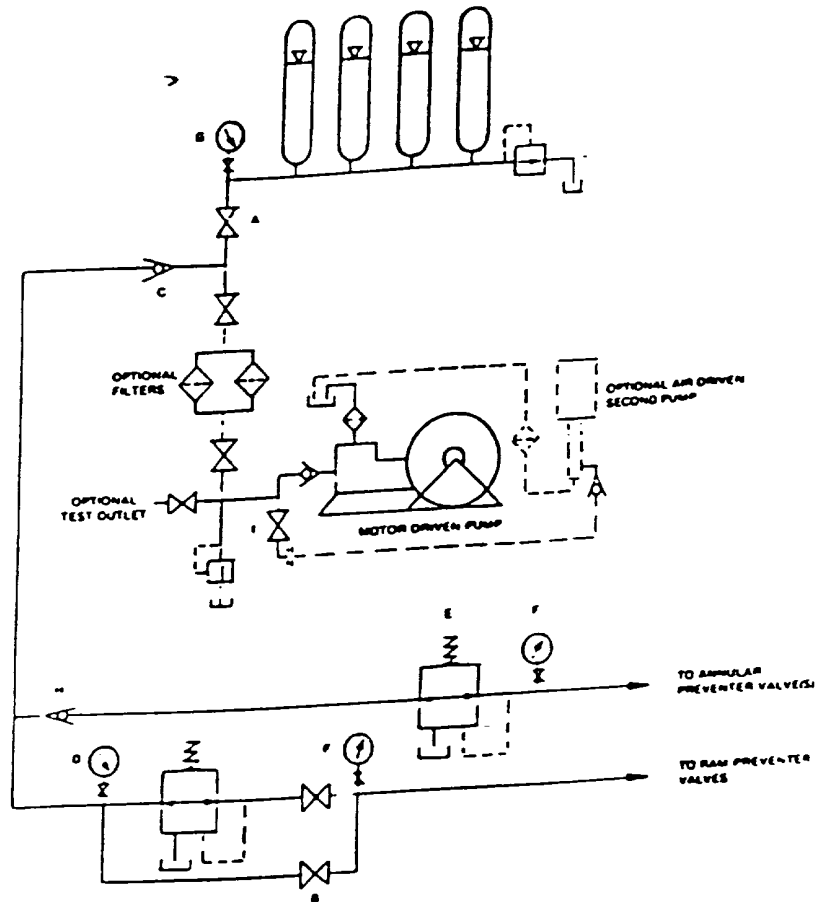 A
C
OPTIONAL
FILTERS
OPTIONAL AIR DRIVEN
SECOND PUMP
OPTIONAL
TEST OUTLET
MOTOR DRIVEN PUMP
E
F
TO ANNULAR
PREVENTER VALVE(S)
F
TO RAM PREVENTER
VALVES